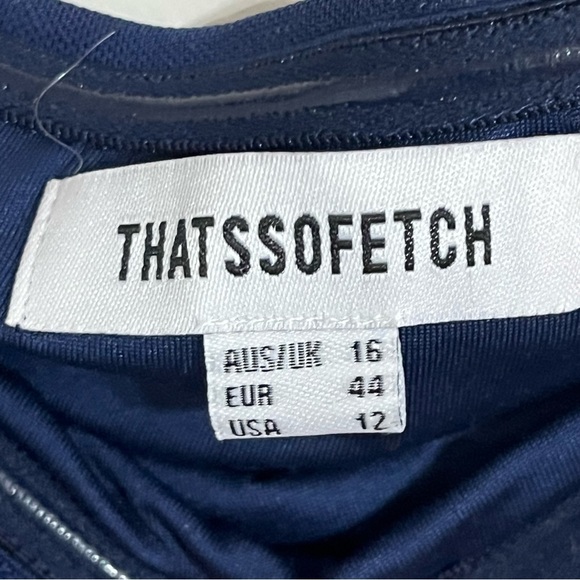 THATSSOFETCH
AUS/UK 16
EUR 44
USA 12